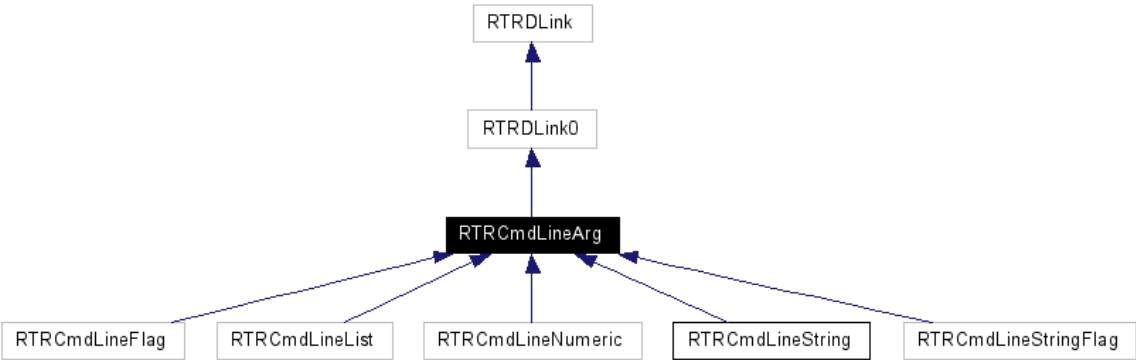 RTRDLink
RTRDLink0
RTRCmdLineArg
RTRCmdLineFlag
RTRCmdLineList
RTRCmdLineNumeric
RTRCmdLineString
RTRCmdLineStringFlag